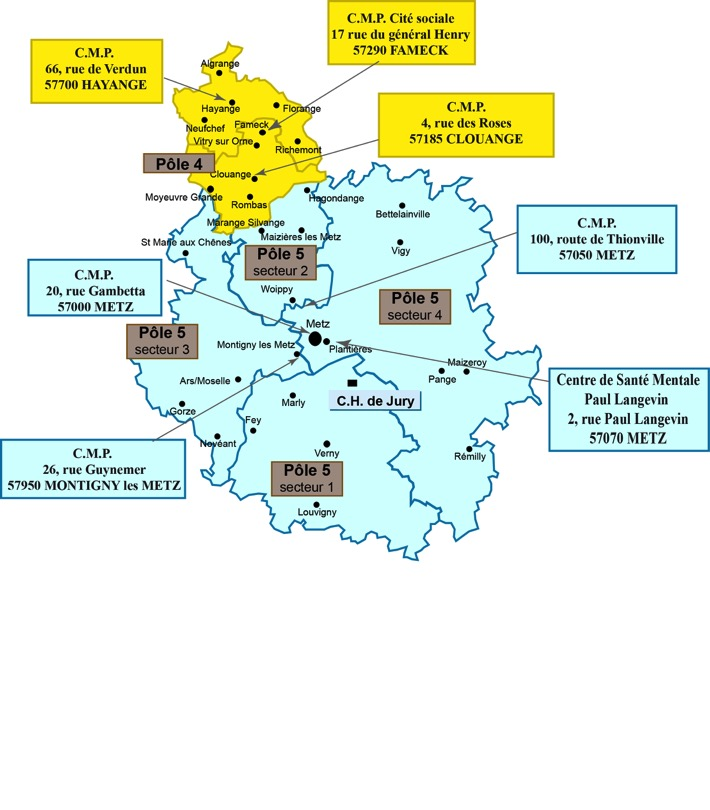 C.M.P. Cité sociale
17 rue du général Henry
57290 FAMECK
C.M.P.
66, rue de Verdun
57700 HAYANGE
C.M.P.
4, rue des Roses
57185 CLOUANGE
Algrange
Hayange
Florange
Neufchef
Fameck
Vitry sur Orne
Richemont
Pôle 4
Clouange
Moyeuvre Grande
Rombas
Hagondange
Bettelainville
Marange Silvange
Maizières les Metz
St Marie aux Chênes
Vigy
C.M.P.
100, route de Thionville
57050 METZ
Pôle 5
secteur 2
C.M.P.
20, rue Gambetta
57000 METZ
Woippy
Pôle 5
secteur 4
Pôle 5
secteur 3
Metz
Montigny les Metz
Plantières
Maizeroy
Pange
Ars/Moselle
C.H. de Jury
Centre de Santé Mentale
Paul Langevin
2, rue Paul Langevin
57070 METZ
Gorze
Marly
Fey
Novéant
Verny
Rémilly
C.M.P.
26, rue Guynemer
57950 MONTIGNY les METZ
Pôle 5
secteur 1
Louvigny